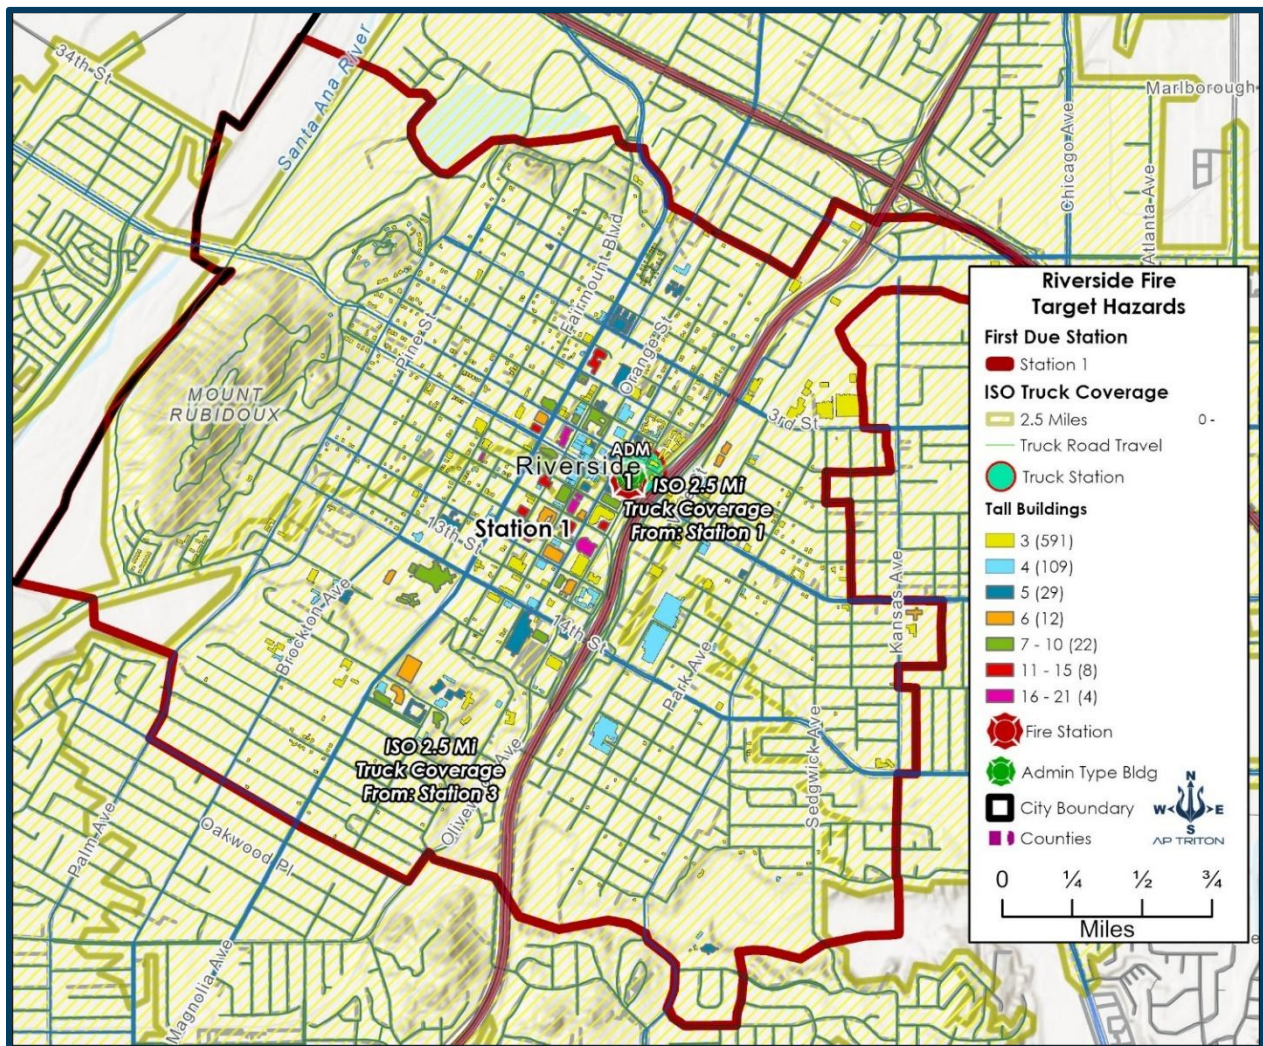 34th St
Santa Ana River
Chicago Ave
Marlborough
Atlanta Ave
Fairmount Blvd
Pine St
Orange St
MOUNT
RUBIDOUX
3rd St
ADM
Riverside
1
ISO 2.5 Mi
Truck Coverage
From: Station 1
Station 1
13th St
Kansas Ave
Brockton Ave
14th St
Park Ave
Sedgwick Ave
ISO 2.5 Mi
Truck Coverage
From: Station 3
Palm Ave
Oakwood Pl
Magnolia Ave
Riverside Fire
Target Hazards
First Due Station
Station 1
ISO Truck Coverage
2.5 Miles
0 -
Truck Road Travel
Truck Station
Tall Buildings
3 (591)
4 (109)
5 (29)
6 (12)
7 - 10 (22)
11 - 15 (8)
16 - 21 (4)
Fire Station
Admin Type Bldg
City Boundary
Counties
N
W E
S
AP TRITON
0 ¼ ½ ¾
Miles